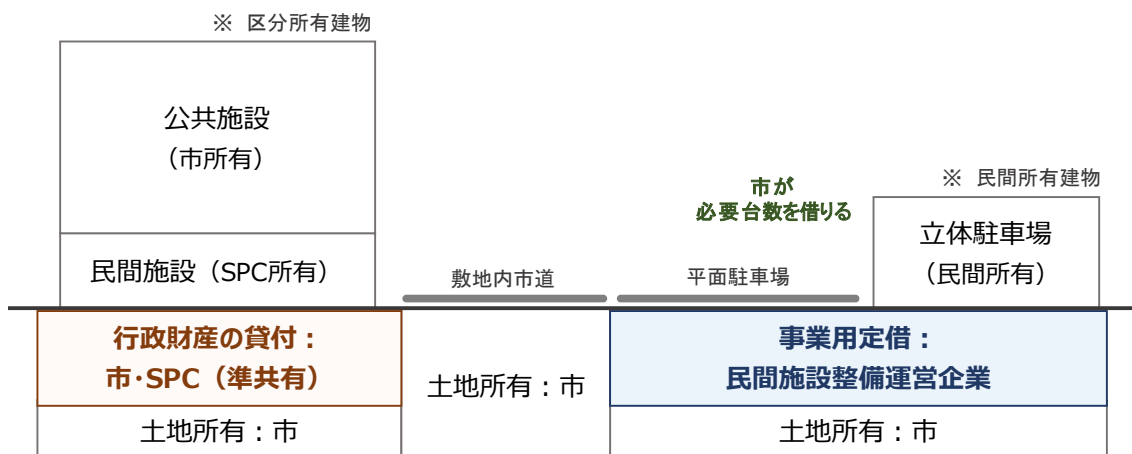 ※ 区分所有建物
公共施設
（市所有）
民間施設（SPC所有）
敷地内市道
市が
必要台数を借りる
平面駐車場
※ 民間所有建物
立体駐車場
（民間所有）
行政財産の貸付：
市・SPC（準共有）
土地所有：市
土地所有：市
事業用定借：
民間施設整備運営企業
土地所有：市